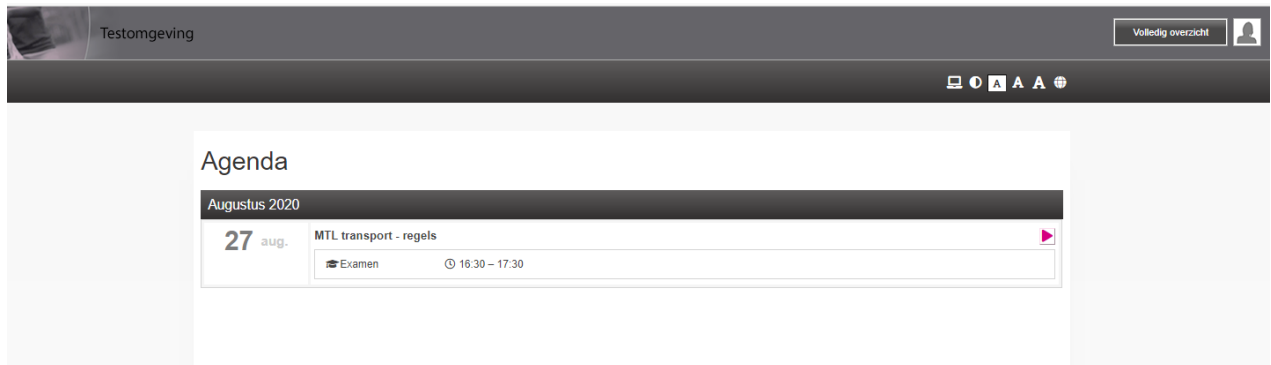 Testomgeving
Volledig overzicht
A A A
Agenda
Augustus 2020
27 aug.
MTL transport - regels
Examen 16:30 – 17:30